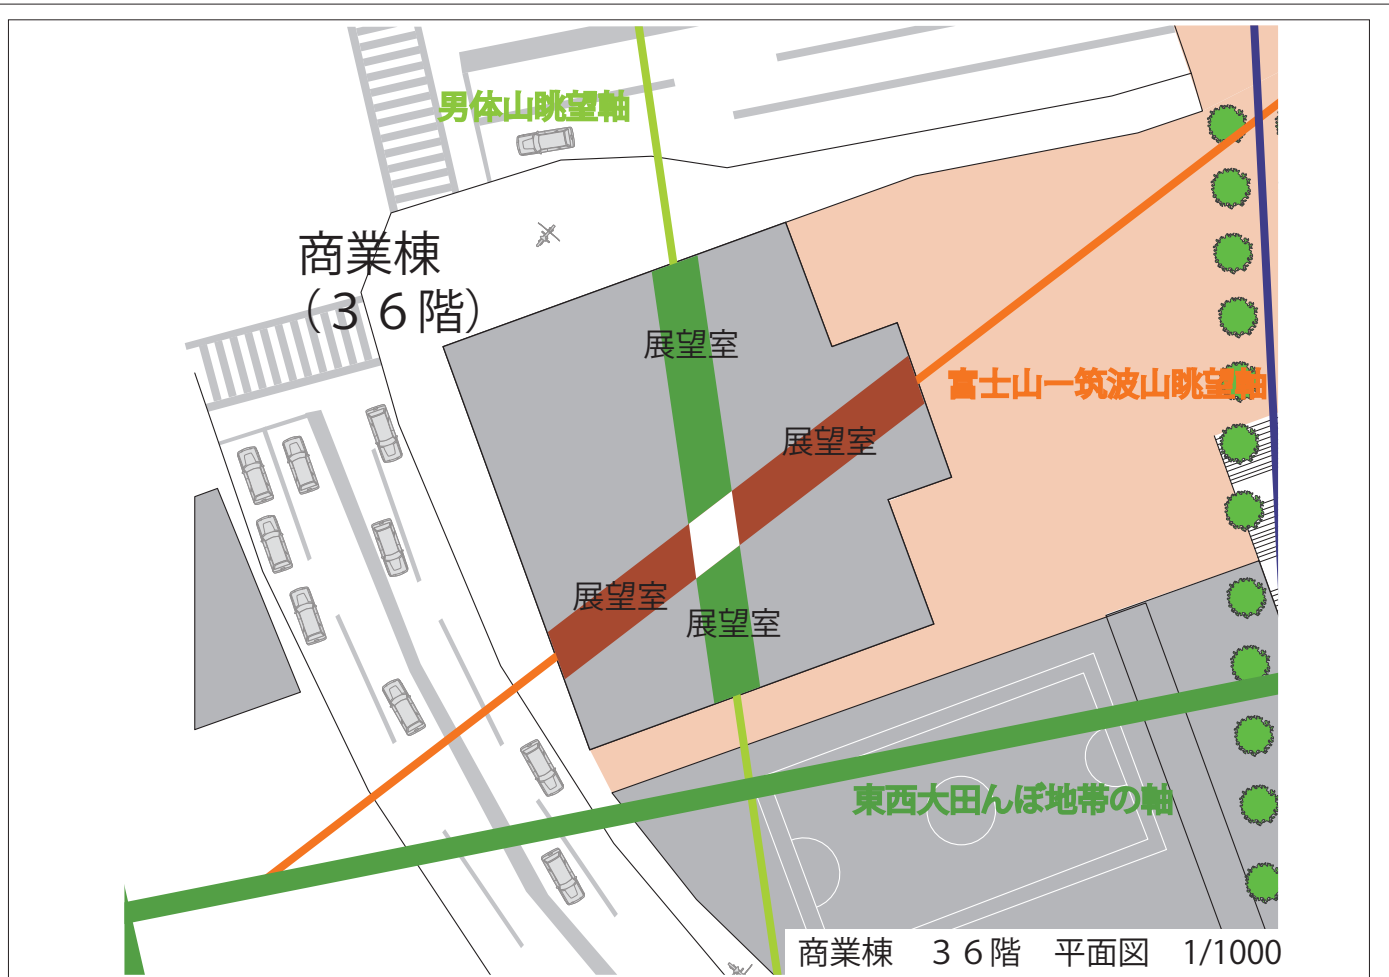 男体山眺望軸
商業棟
（３６階）
展望室
富士山ー筑波山眺望軸
展望室
展望室
展望室
東西大田んぼ地帯の軸
商業棟　３６階　平面図　1/1000